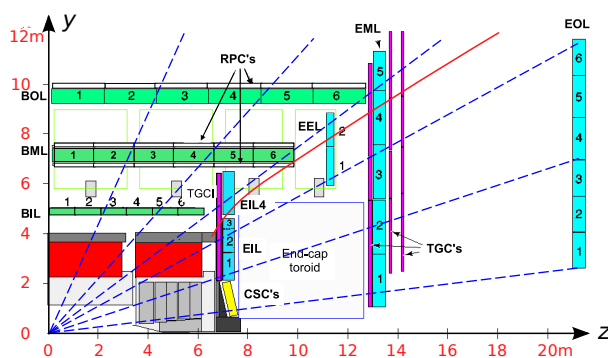 y
12m
10
8
6
4
2
0
0
2
4
6
8
10
12
14
16
18
20m
z
EML
EOL
RPC's
BOL
1 2 3 4 5 6
BML
1 2 3 4 5 6
BIL
1 2 3 4 5 6
EEL
2
1
TGCI
EIL4
3
2
1
EIL
CSC's
End-cap
toroid
5
4
3
2
1
TGC's
6
5
4
3
2
1